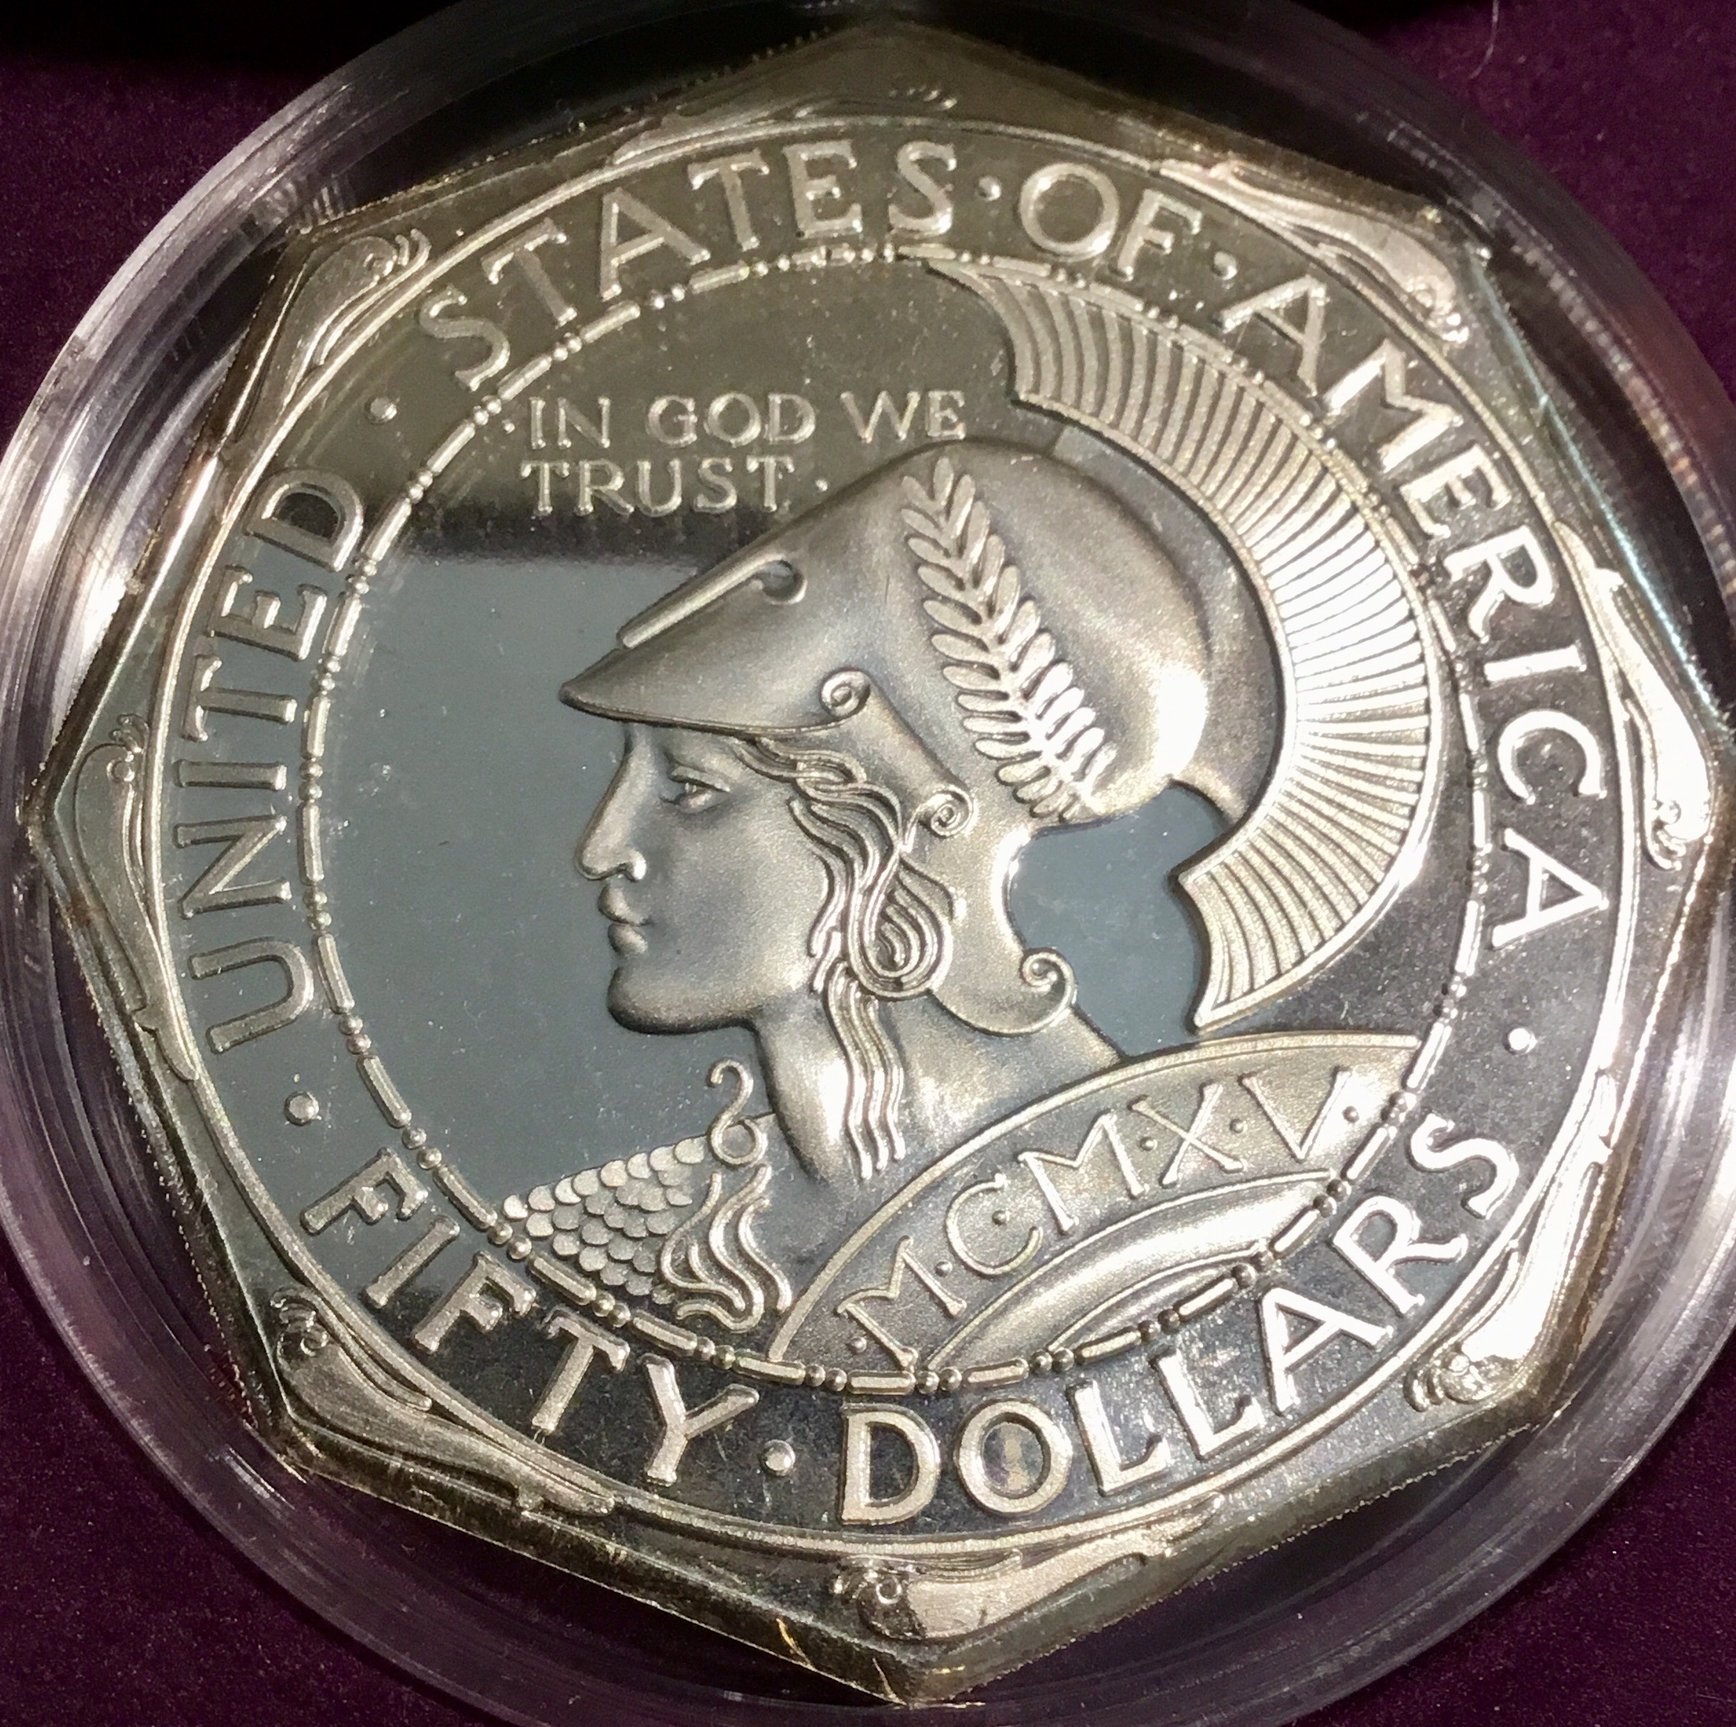 UNITED · STATES · OF · AMERICA ·
IN GOD WE
TRUST ·
· M · C · M · X · V ·
· FIFTY · DOLLARS